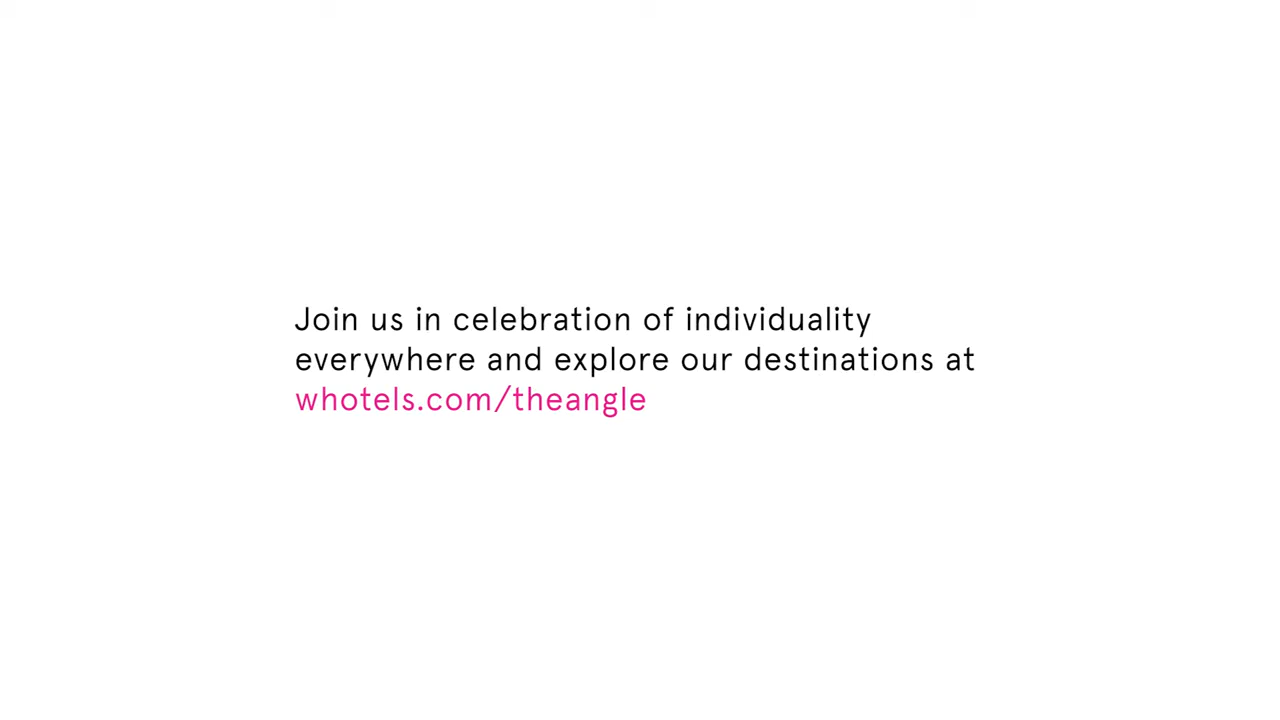 Join us in celebration of individuality
everywhere and explore our destinations at
whotels.com/theangle